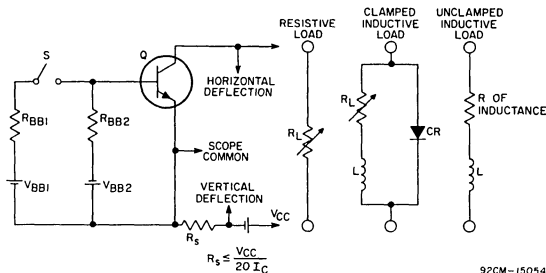 RESISTIVE
LOAD
CLAMPED
INDUCTIVE
LOAD
UNCLAMPED
INDUCTIVE
LOAD
S
Q
HORIZONTAL
DEFLECTION
R OF
INDUCTANCE
RL
CR
RBB1
RBB2
RL
SCOPE
COMMON
L
L
VBB1
VBB2
VERTICAL
DEFLECTION
VCC
RS
RS ≤ VCC / 20 IC
92CM-15054